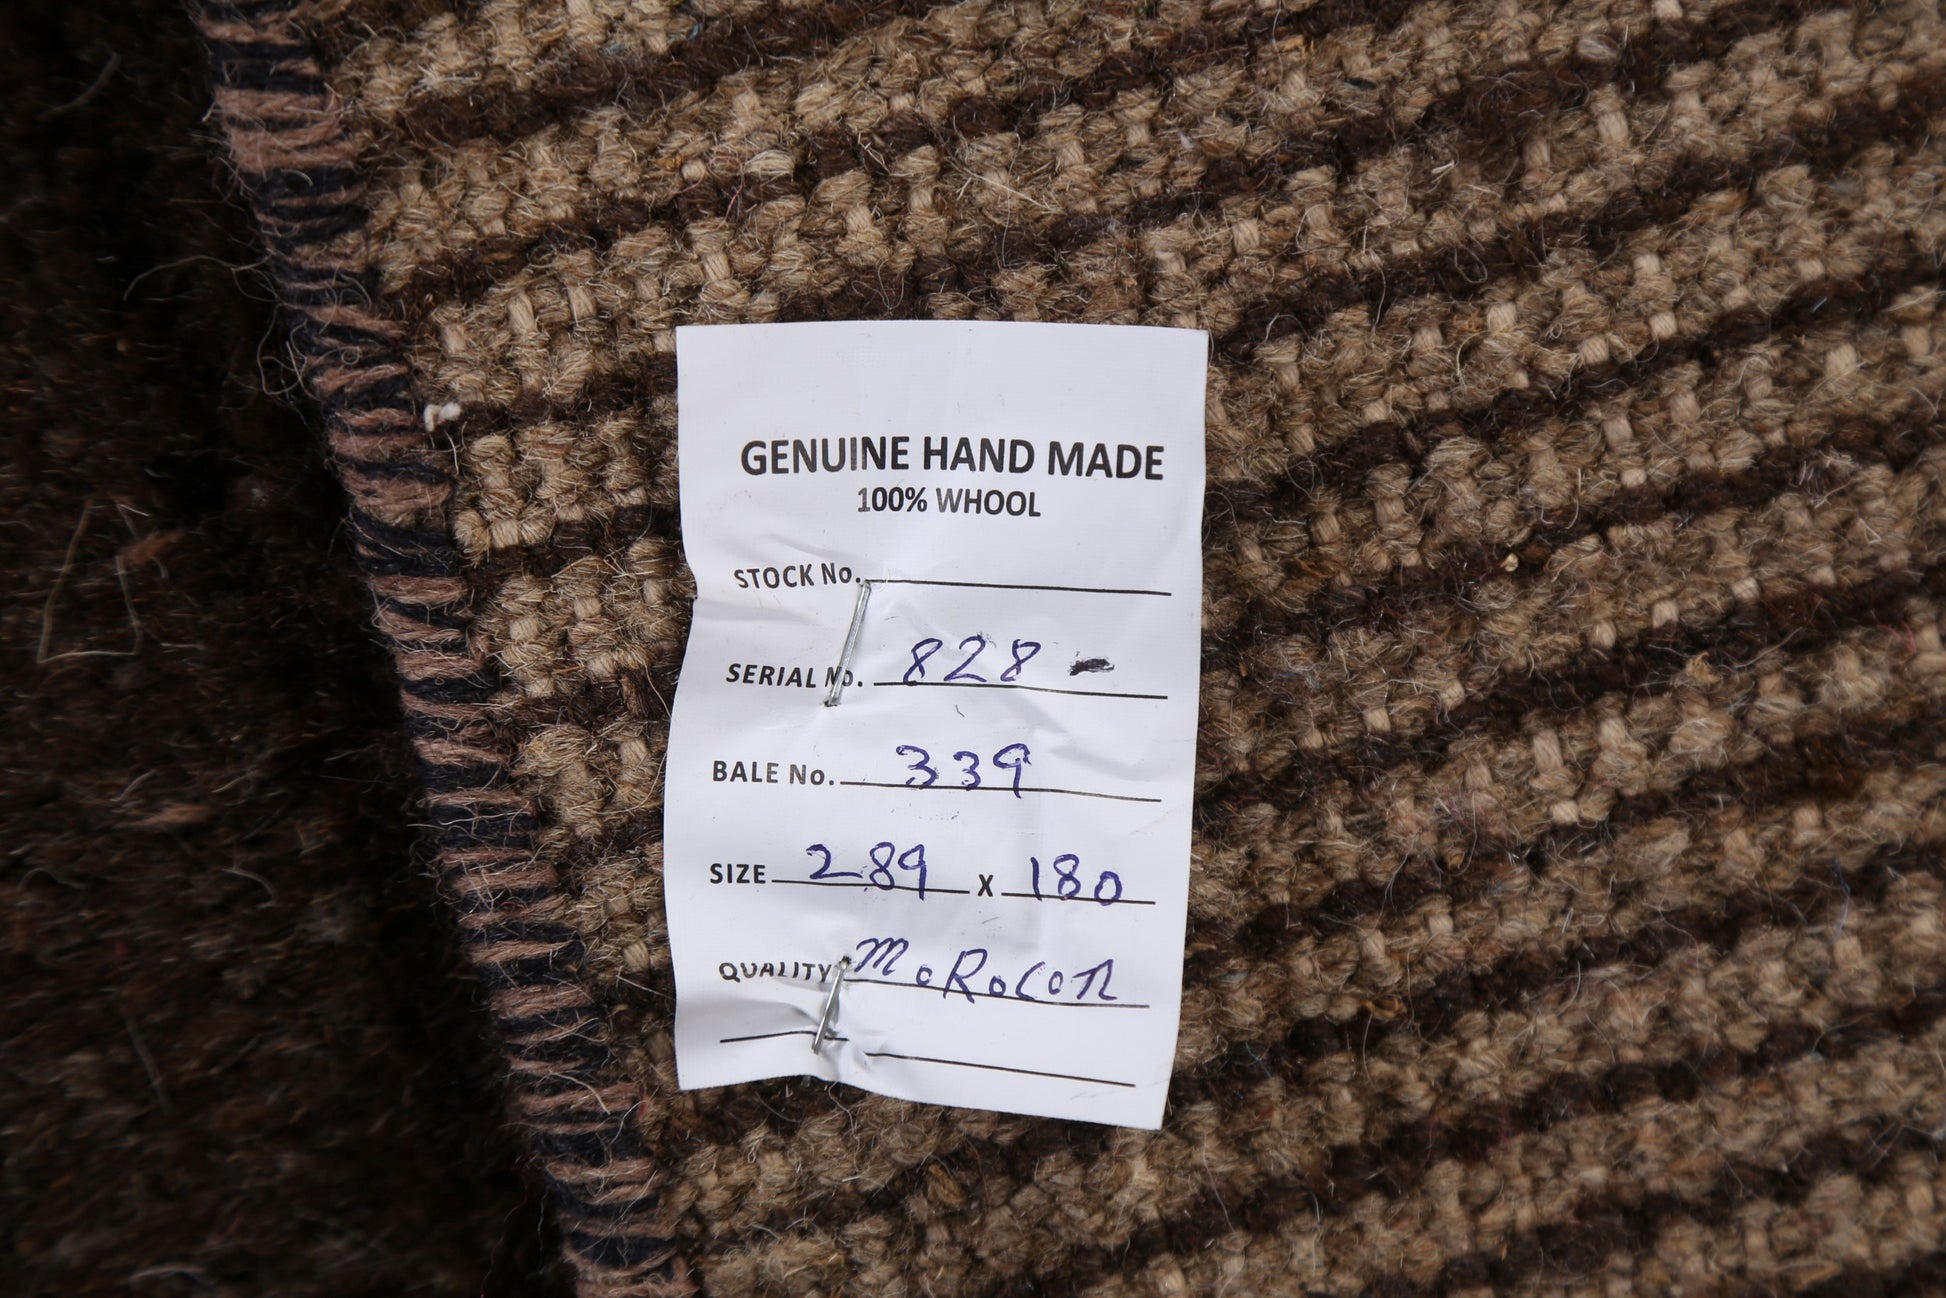 GENUINE HAND MADE
100% WHOOL
STOCK No.
SERIAL No. 828 -
BALE No. 339
SIZE 289 x 180
QUALITY MoRoCon